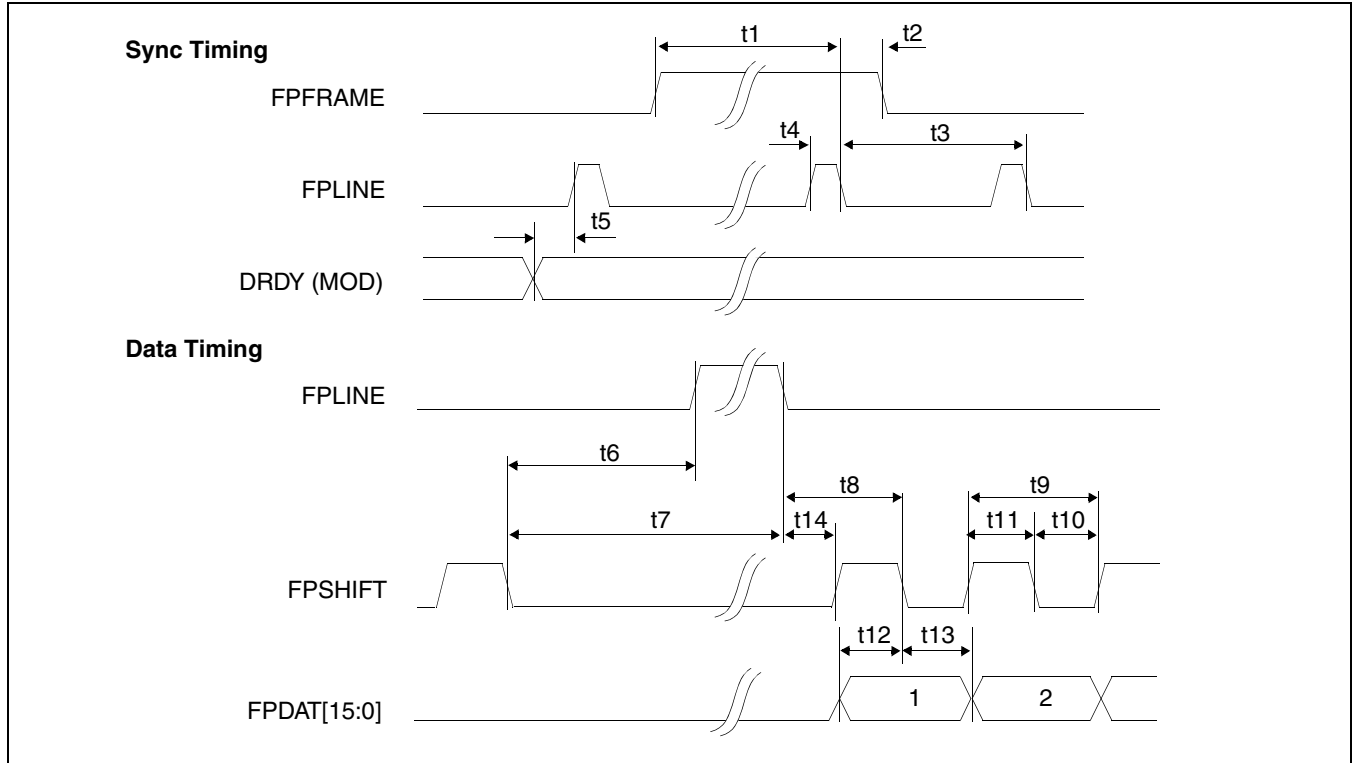 Sync Timing
t1
t2
FPFRAME
t4
t3
FPLINE
t5
DRDY (MOD)
Data Timing
FPLINE
t6
t8
t9
t7
t14
t11
t10
FPSHIFT
t12
t13
FPDAT[15:0]
1
2